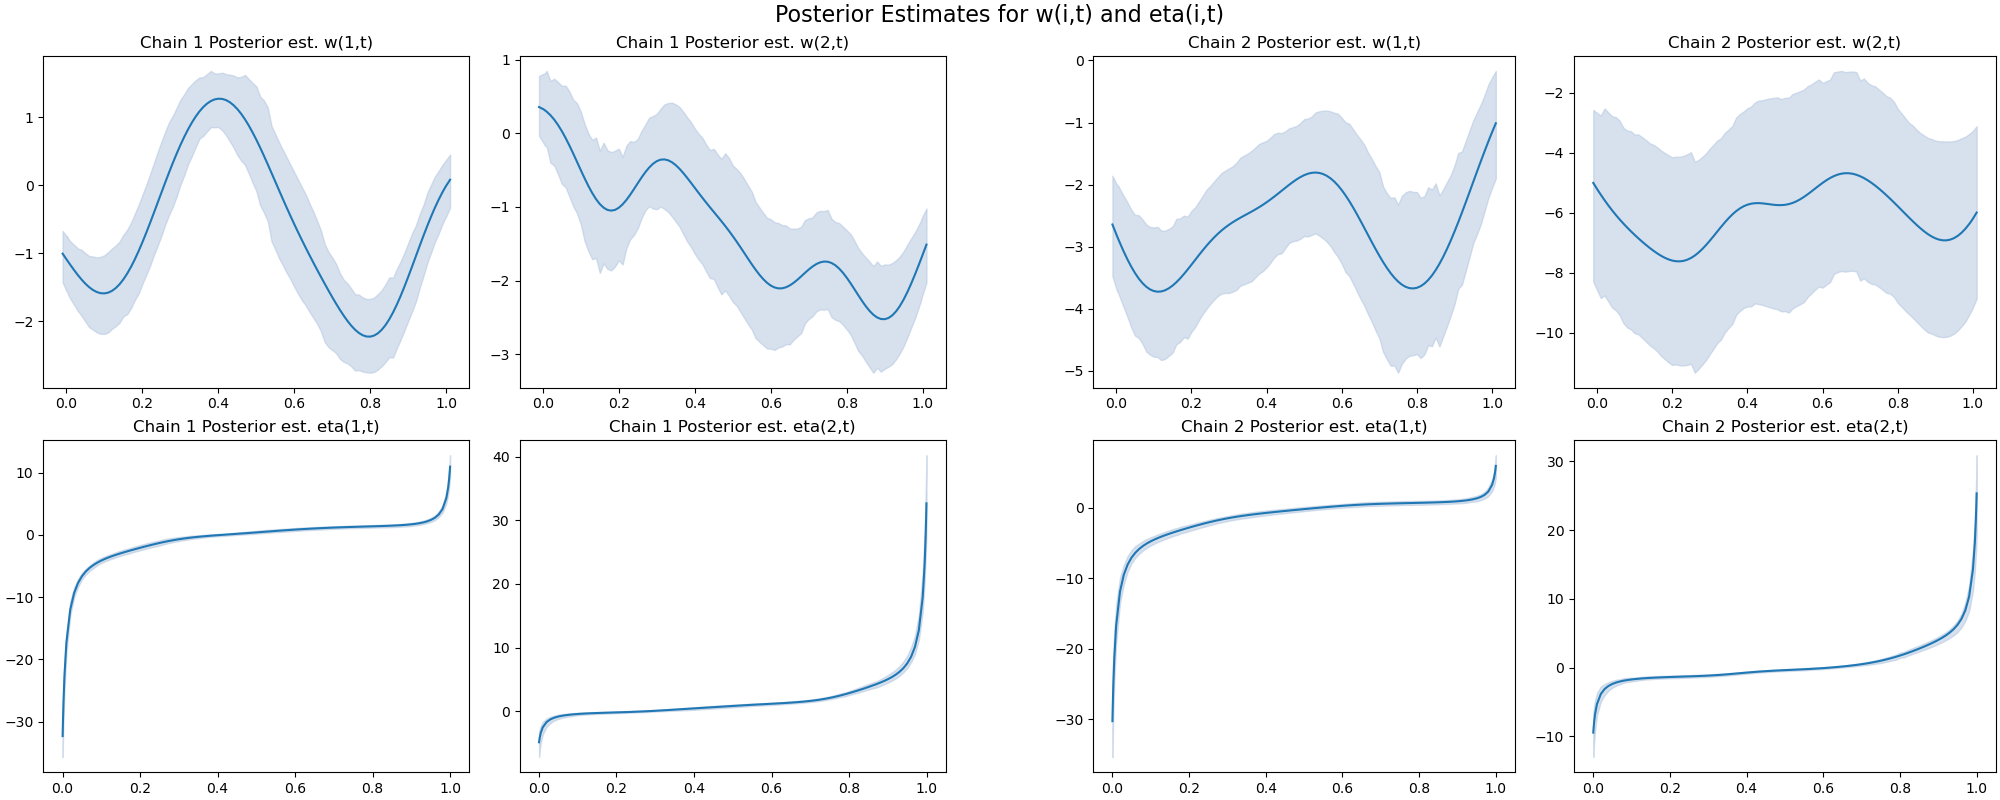 Posterior Estimates for w(i,t) and eta(i,t)
Chain 1 Posterior est. w(1,t)
1
0
−1
−2
0.0 0.2 0.4 0.6 0.8 1.0
Chain 1 Posterior est. w(2,t)
1
0
−1
−2
−3
0.0 0.2 0.4 0.6 0.8 1.0
Chain 2 Posterior est. w(1,t)
0
−1
−2
−3
−4
−5
0.0 0.2 0.4 0.6 0.8 1.0
Chain 2 Posterior est. w(2,t)
−2
−4
−6
−8
−10
0.0 0.2 0.4 0.6 0.8 1.0
Chain 1 Posterior est. eta(1,t)
10
0
−10
−20
−30
0.0 0.2 0.4 0.6 0.8 1.0
Chain 1 Posterior est. eta(2,t)
40
30
20
10
0
0.0 0.2 0.4 0.6 0.8 1.0
Chain 2 Posterior est. eta(1,t)
0
−10
−20
−30
0.0 0.2 0.4 0.6 0.8 1.0
Chain 2 Posterior est. eta(2,t)
30
20
10
0
−10
0.0 0.2 0.4 0.6 0.8 1.0